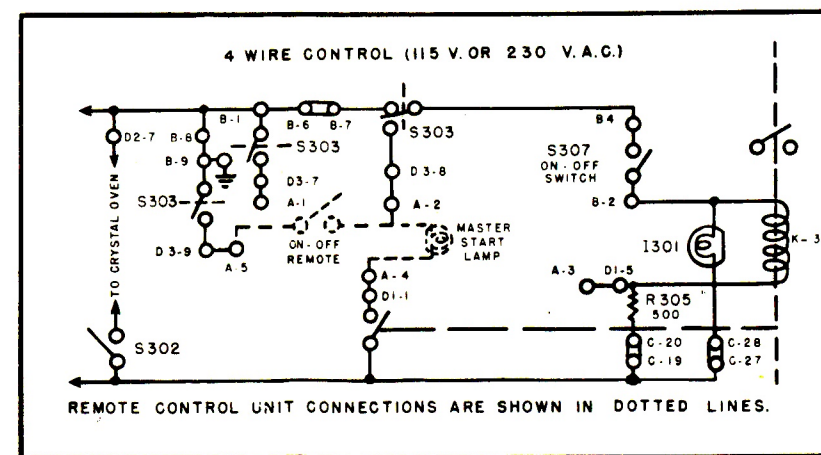 4 WIRE CONTROL (115 V. OR 230 V.A.C.)
B-1
B-6
B-7
S303
B4
D2-7
B-8
B-9
S303
S307
ON-OFF
SWITCH
D3-7
A-1
D3-8
A-2
B-2
S303
TO CRYSTAL OVEN
D3-9
A-5
ON-OFF
REMOTE
MASTER
START
LAMP
I301
K-3
A-4
D1-1
A-3
D1-5
R305
500
S302
C-20
C-19
C-28
C-27
REMOTE CONTROL UNIT CONNECTIONS ARE SHOWN IN DOTTED LINES.